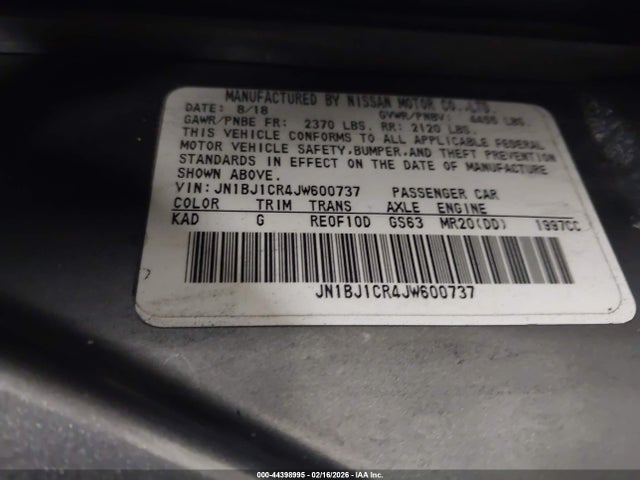 MANUFACTURED BY NISSAN MOTOR CO.,LTD.
DATE: 8/18 GVWR/PNBV: 4455 LBS.
GAWR/PNBE FR: 2370 LBS. RR: 2120 LBS.
THIS VEHICLE CONFORMS TO ALL APPLICABLE FEDERAL
MOTOR VEHICLE SAFETY, BUMPER, AND THEFT PREVENTION
STANDARDS IN EFFECT ON THE DATE OF MANUFACTURE
SHOWN ABOVE.
VIN: JN1BJ1CR4JW600737 PASSENGER CAR
COLOR TRIM TRANS AXLE ENGINE
KAD G RE0F10D GS63 MR20(DD) 1997CC
JN1BJ1CR4JW600737
000-44398995 - 02/16/2026 - IAA Inc.